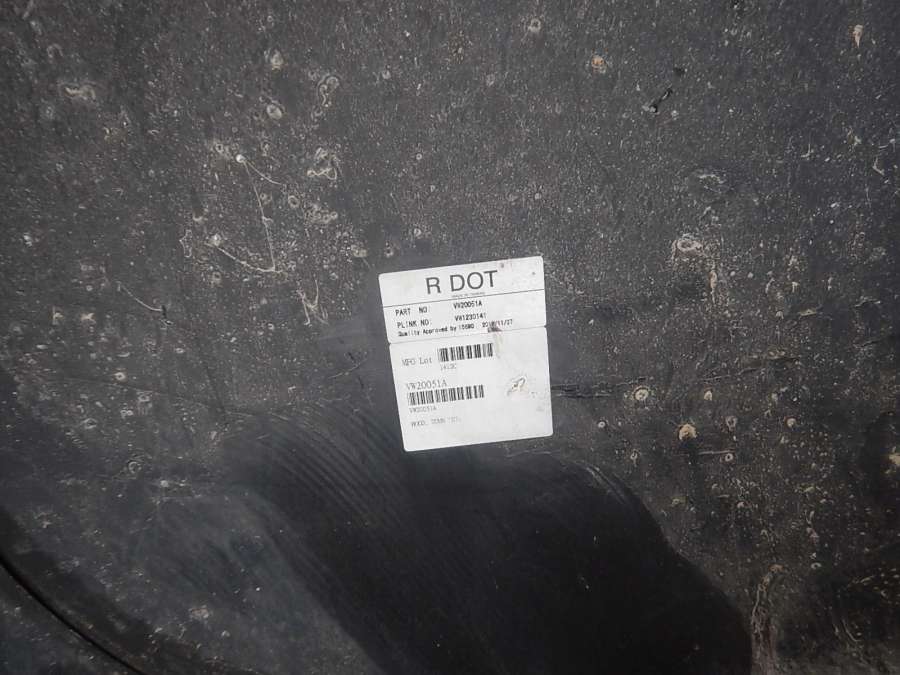 R DOT
PART NO: VW20051A
PLINK NO: VW1230141
Quality Approved by
MFG Lot
VW20051A
VW20051A